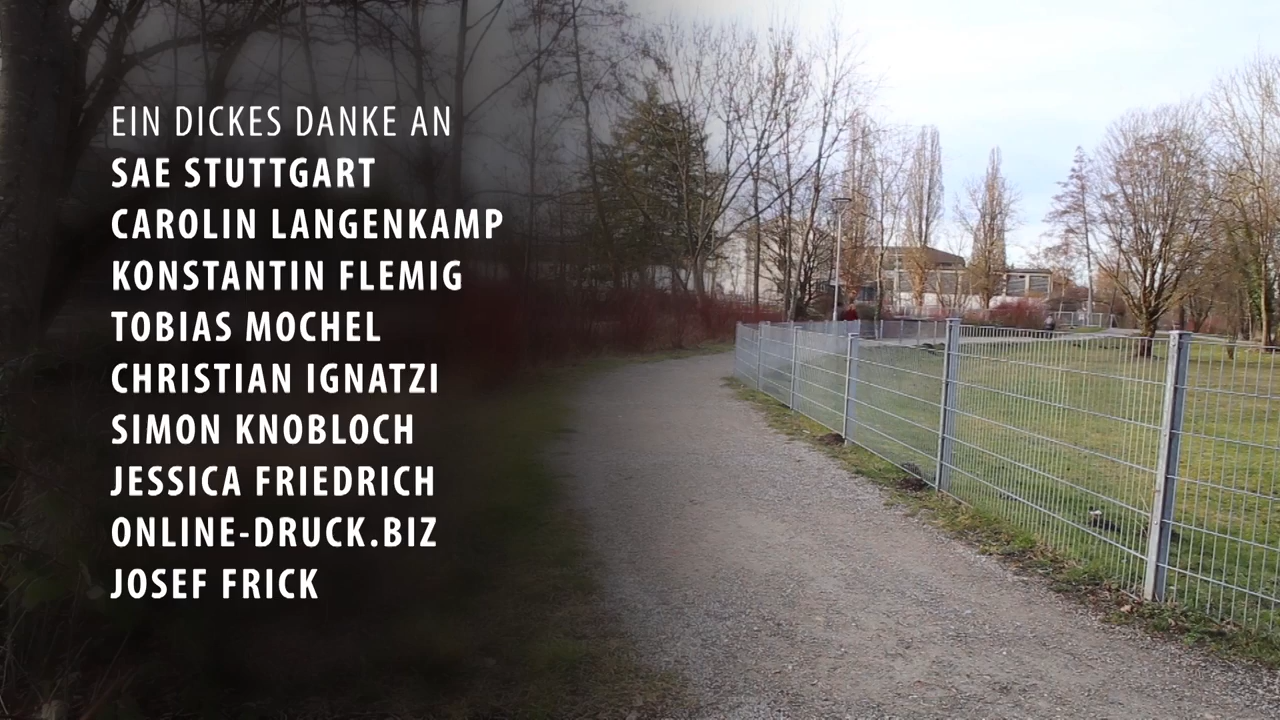 EIN DICKES DANKE AN
SAE STUTTGART
CAROLIN LANGENKAMP
KONSTANTIN FLEMIG
TOBIAS MOCHEL
CHRISTIAN IGNATZI
SIMON KNOBLOCH
JESSICA FRIEDRICH
ONLINE-DRUCK.BIZ
JOSEF FRICK